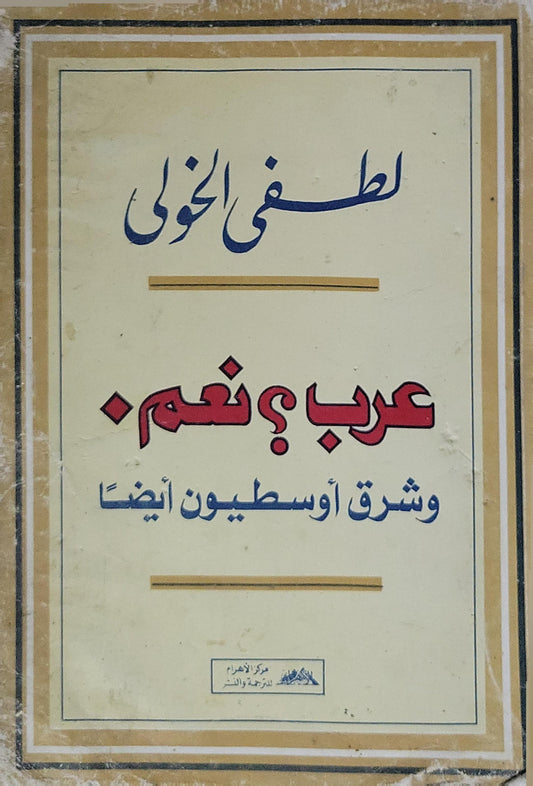 لطفى الخولى
عرب؟ نعم.
وشرق أوسطيون أيضًا
مركز الأهرام
للترجمة والنشر